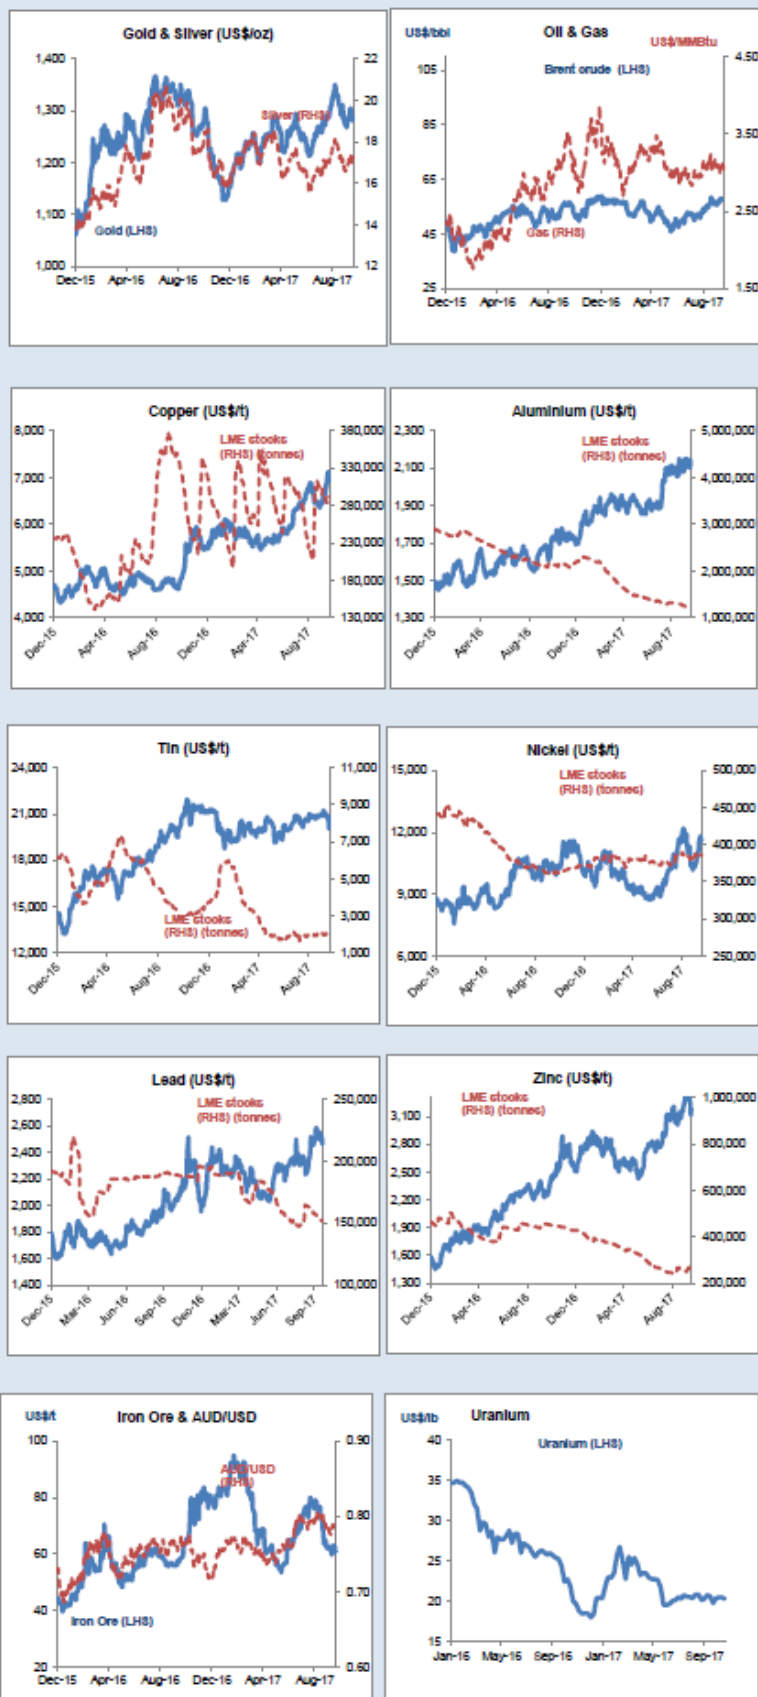 Gold & Silver (US$/oz)
1,400
1,300
1,200
1,100
1,000
22
20
18
16
14
12
Silver (RHS)
Gold (LHS)
Dec-15 Apr-16 Aug-16 Dec-16 Apr-17 Aug-17
US$/bbl Oil & Gas
US$/MMBtu
Brent crude (LHS)
105
85
65
45
25
4.50
3.50
2.50
1.50
Gas (RHS)
Dec-15 Apr-16 Aug-16 Dec-16 Apr-17 Aug-17
Copper (US$/t)
LME stocks
(RHS) (tonnes)
8,000
7,000
6,000
5,000
4,000
380,000
330,000
280,000
230,000
180,000
130,000
Dec-15 Apr-16 Aug-16 Dec-16 Apr-17 Aug-17
Aluminium (US$/t)
LME stocks
(RHS) (tonnes)
2,300
2,100
1,900
1,700
1,500
1,300
5,000,000
4,000,000
3,000,000
2,000,000
1,000,000
Dec-15 Apr-16 Aug-16 Dec-16 Apr-17 Aug-17
Tin (US$/t)
24,000
21,000
18,000
15,000
12,000
11,000
9,000
7,000
5,000
3,000
1,000
LME stocks
(RHS) (tonnes)
Dec-15 Apr-16 Aug-16 Dec-16 Apr-17 Aug-17
Nickel (US$/t)
LME stocks
(RHS) (tonnes)
15,000
12,000
9,000
6,000
500,000
450,000
400,000
350,000
300,000
250,000
Dec-15 Apr-16 Aug-16 Dec-16 Apr-17 Aug-17
Lead (US$/t)
LME stocks
(RHS) (tonnes)
2,800
2,600
2,400
2,200
2,000
1,800
1,600
1,400
250,000
200,000
150,000
100,000
Dec-15 Mar-16 Jun-16 Sep-16 Dec-16 Mar-17 Jun-17 Sep-17
Zinc (US$/t)
LME stocks
(RHS) (tonnes)
3,100
2,800
2,500
2,200
1,900
1,600
1,300
1,000,000
800,000
600,000
400,000
200,000
Dec-15 Apr-16 Aug-16 Dec-16 Apr-17 Aug-17
US$/t Iron Ore & AUD/USD
100
80
60
40
20
0.90
0.80
0.70
0.60
AUD/USD
(RHS)
Iron Ore (LHS)
Dec-15 Apr-16 Aug-16 Dec-16 Apr-17 Aug-17
US$/lb Uranium
Uranium (LHS)
40
35
30
25
20
15
Jan-16 May-16 Sep-16 Jan-17 May-17 Sep-17